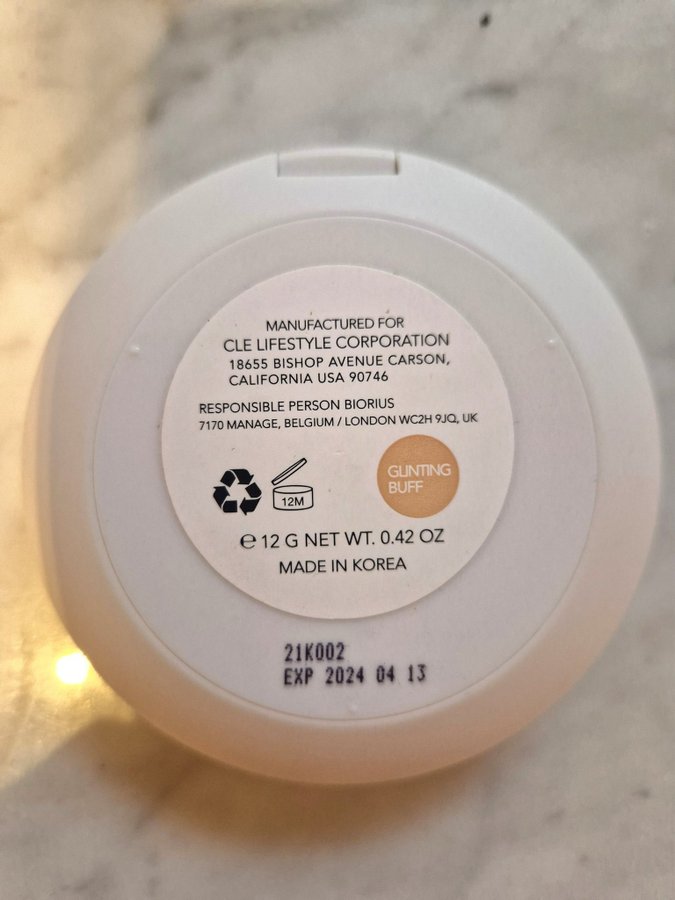 MANUFACTURED FOR
CLE LIFESTYLE CORPORATION
18655 BISHOP AVENUE CARSON,
CALIFORNIA USA 90746
RESPONSIBLE PERSON BIORIUS
7170 MANAGE, BELGIUM / LONDON WC2H 9JQ, UK
12M
GLINTING
BUFF
℮ 12 G NET WT. 0.42 OZ
MADE IN KOREA
21K002
EXP 2024 04 13